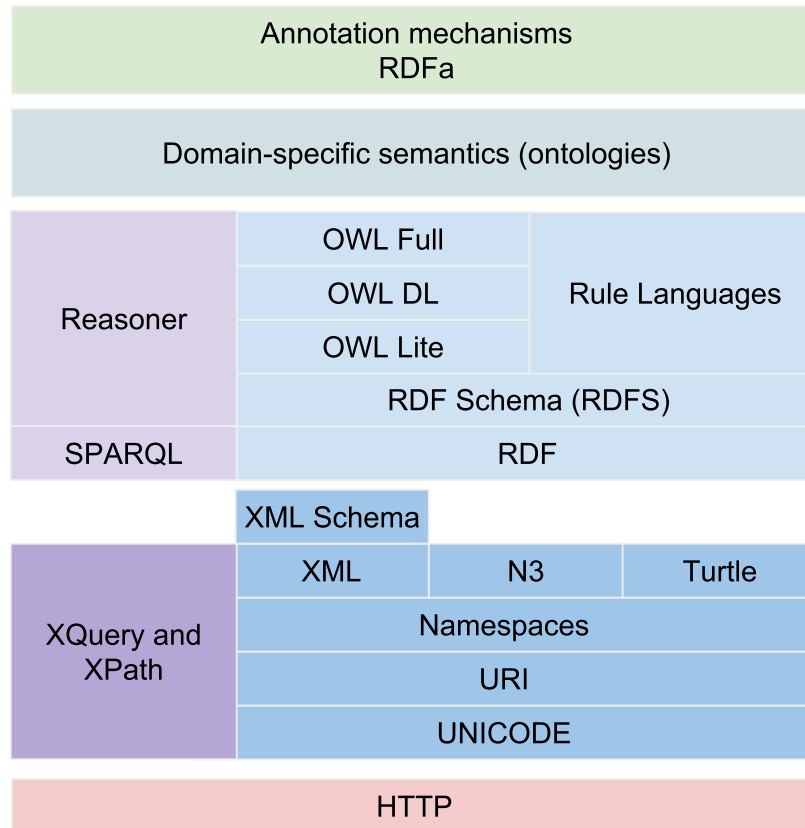 Annotation mechanisms
RDFa
Domain-specific semantics (ontologies)
Reasoner
OWL Full
OWL DL
OWL Lite
Rule Languages
RDF Schema (RDFS)
SPARQL
RDF
XML Schema
XQuery and
XPath
XML
N3
Turtle
Namespaces
URI
UNICODE
HTTP